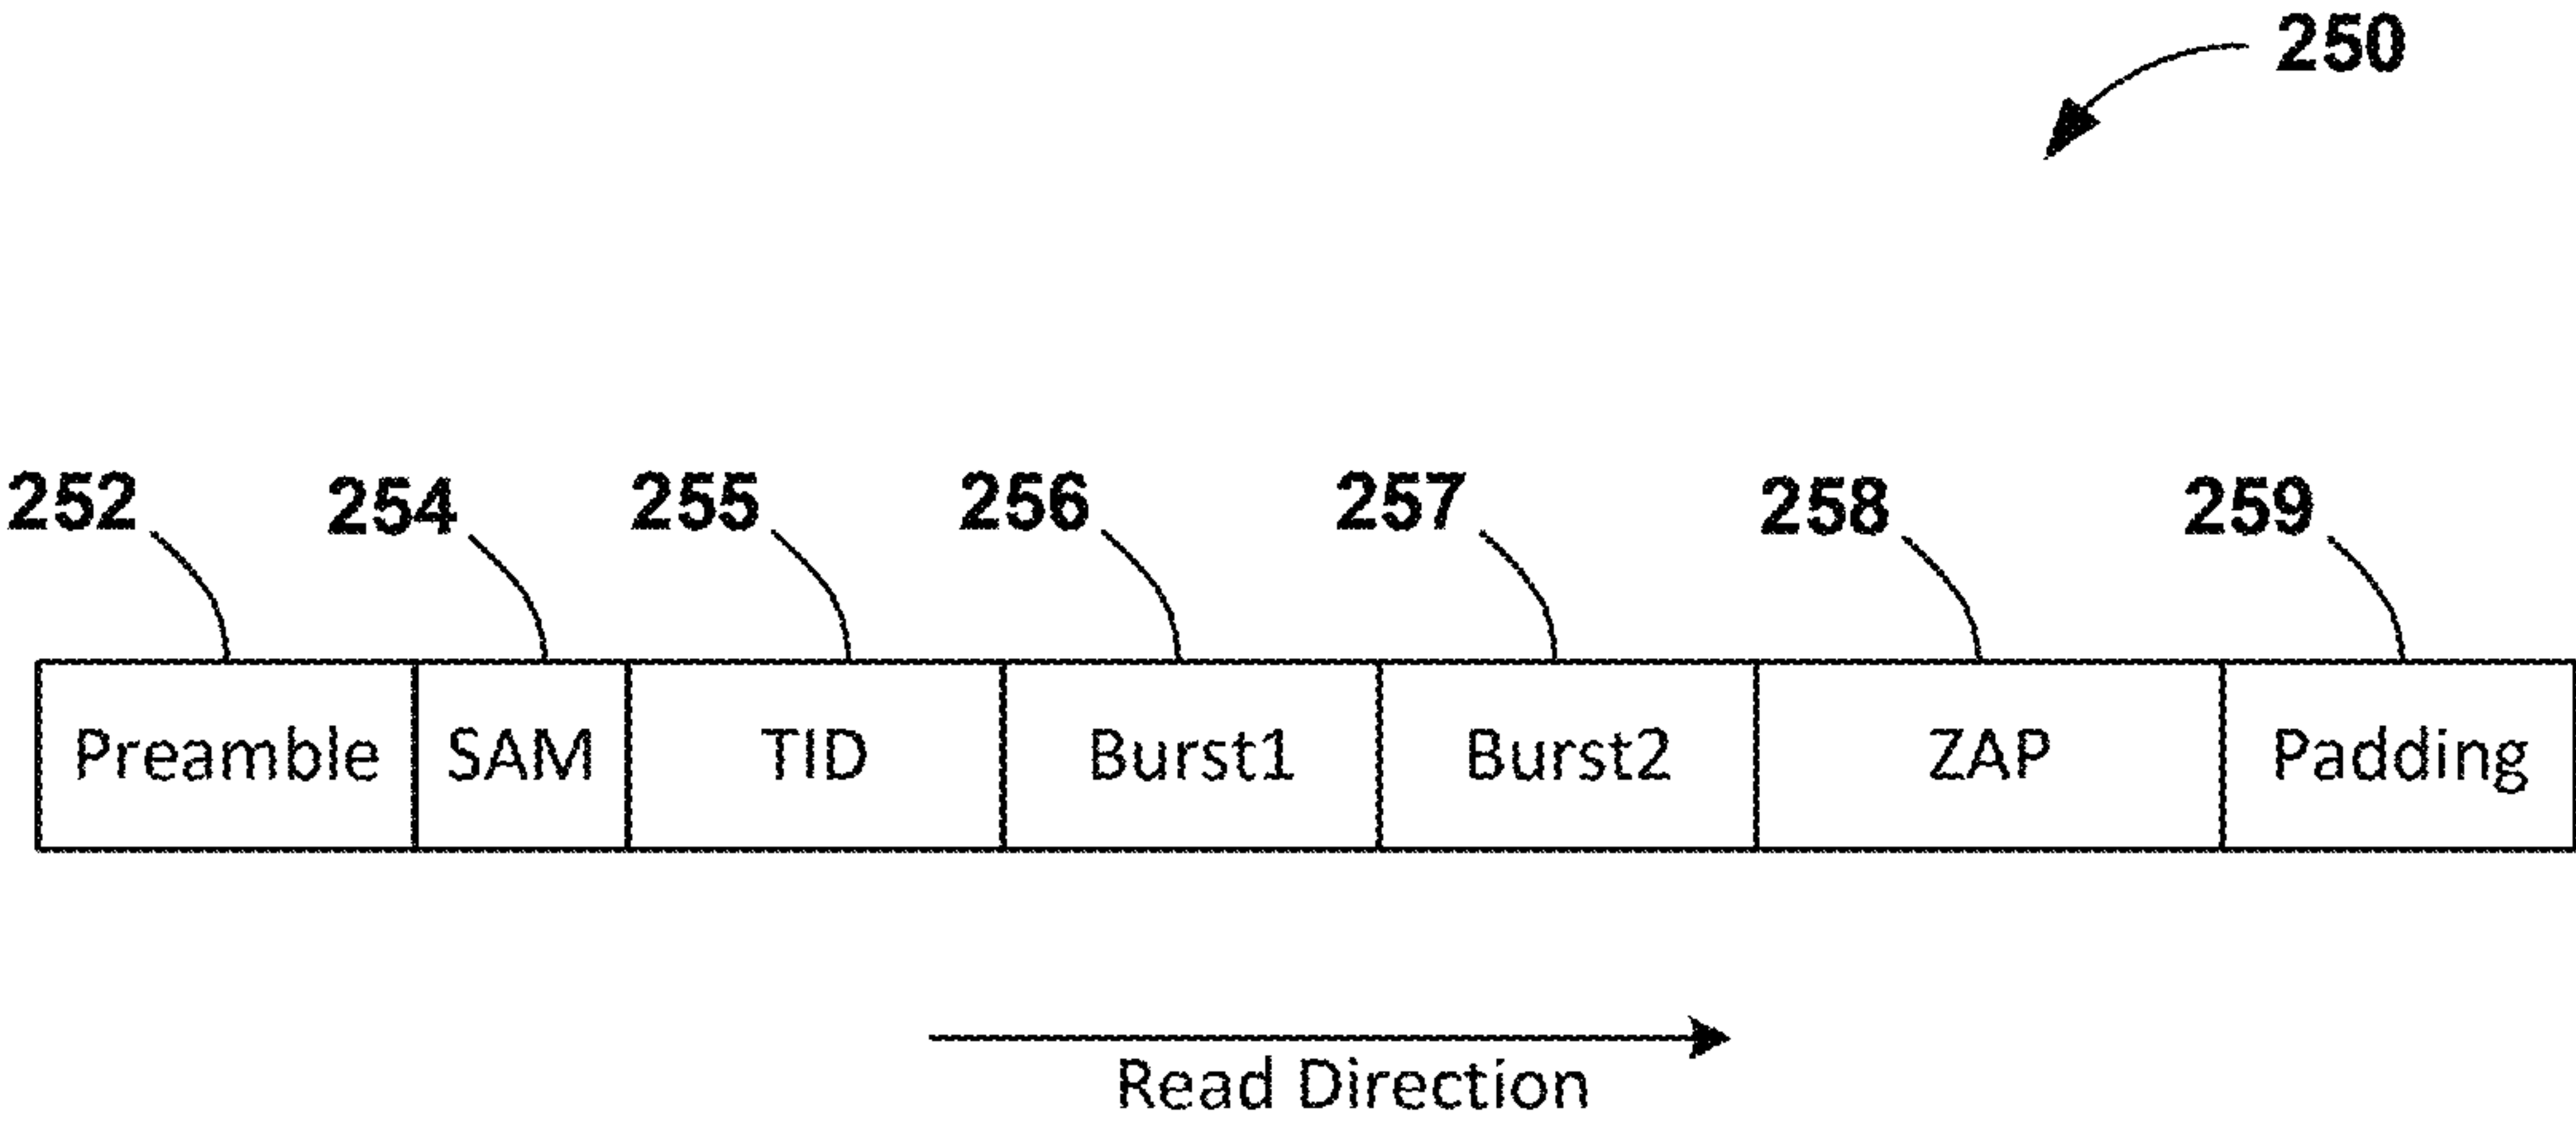 250
252 254 255 256 257 258 259
Preamble SAM TID Burst1 Burst2 ZAP Padding
Read Direction